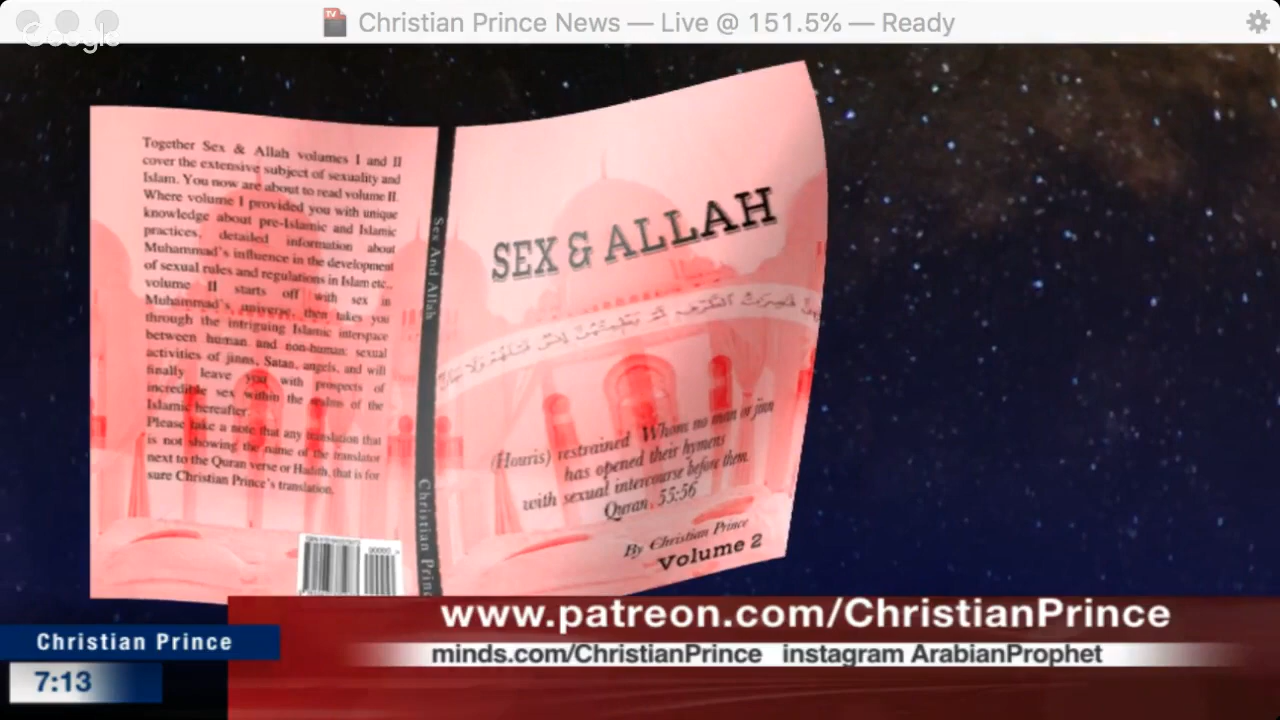 Christian Prince News — Live @ 151.5% — Ready
Google
Together Sex & Allah volumes I and II
cover the extensive subject of sexuality and
Islam. You now are about to read volume II.
Where volume I provided you with unique
knowledge about pre-Islamic and Islamic
practices, detailed information about
Muhammad's influence in the development
of sexual rules and regulations in Islam etc.,
volume II starts off with sex in
Muhammad's universe, then takes you
through the intriguing Islamic interspace
between human and non-human: sexual
activities of jinns, Satan, angels, and will
finally leave you with prospects of
incredible sex within the realms of the
Islamic hereafter.
Please take a note that any translation that
is not showing the name of the translator
next to the Quran verse or Hadith, that is for
sure Christian Prince's translation.
Sex And Allah
Christian Prin
SEX & ALLAH
(Houris) restrained Whom no man or jinn
has opened their hymens
with sexual intercourse before them.
Quran, 55:56
By Christian Prince
Volume 2
www.patreon.com/ChristianPrince
Christian Prince
minds.com/ChristianPrince instagram ArabianProphet
7:13